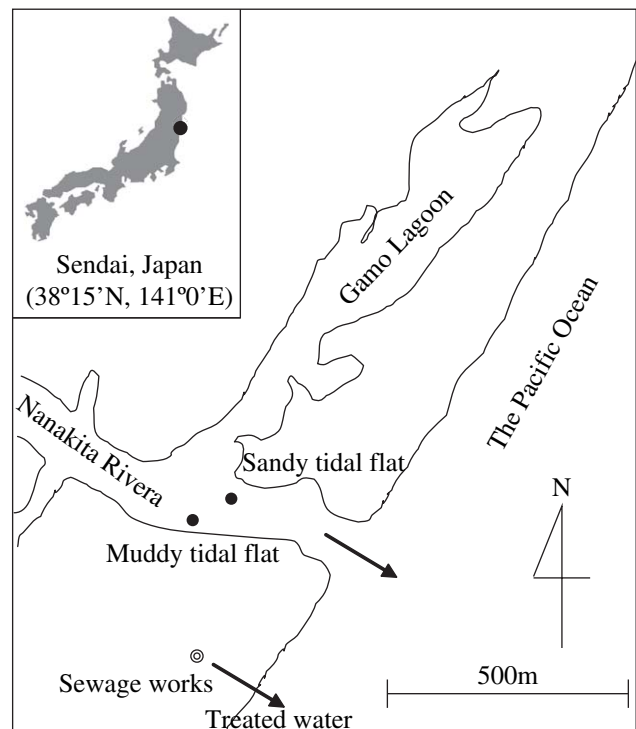 Sendai, Japan
(38º15'N, 141º0'E)
Gamo Lagoon
The Pacific Ocean
Nanakita Rivera
Sandy tidal flat
N
Muddy tidal flat
Sewage works
500m
Treated water